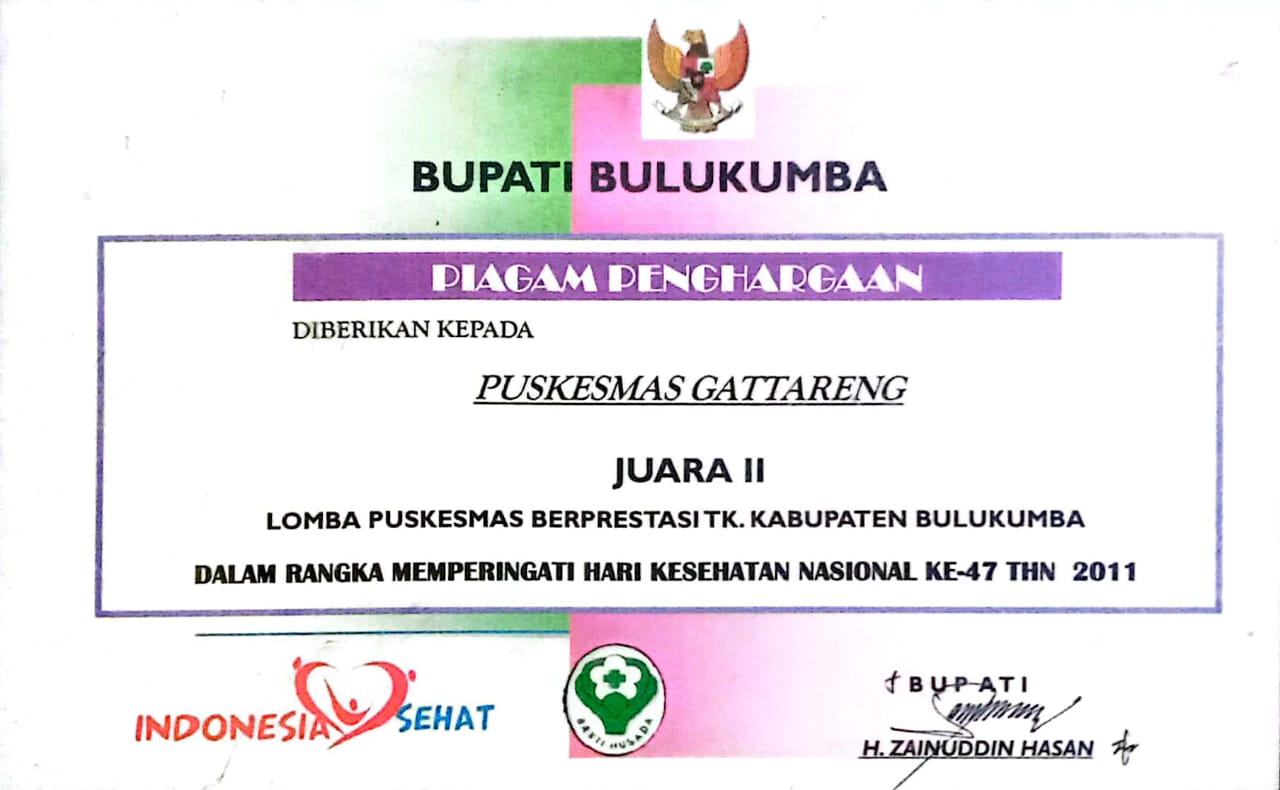 BUPATI BULUKUMBA
PIAGAM PENGHARGAAN
DIBERIKAN KEPADA
PUSKESMAS GATTARENG
JUARA II
LOMBA PUSKESMAS BERPRESTASI TK. KABUPATEN BULUKUMBA
DALAM RANGKA MEMPERINGATI HARI KESEHATAN NASIONAL KE-47 THN 2011
INDONESIA SEHAT
BAKTI HUSADA
BUPATI
H. ZAINUDDIN HASAN